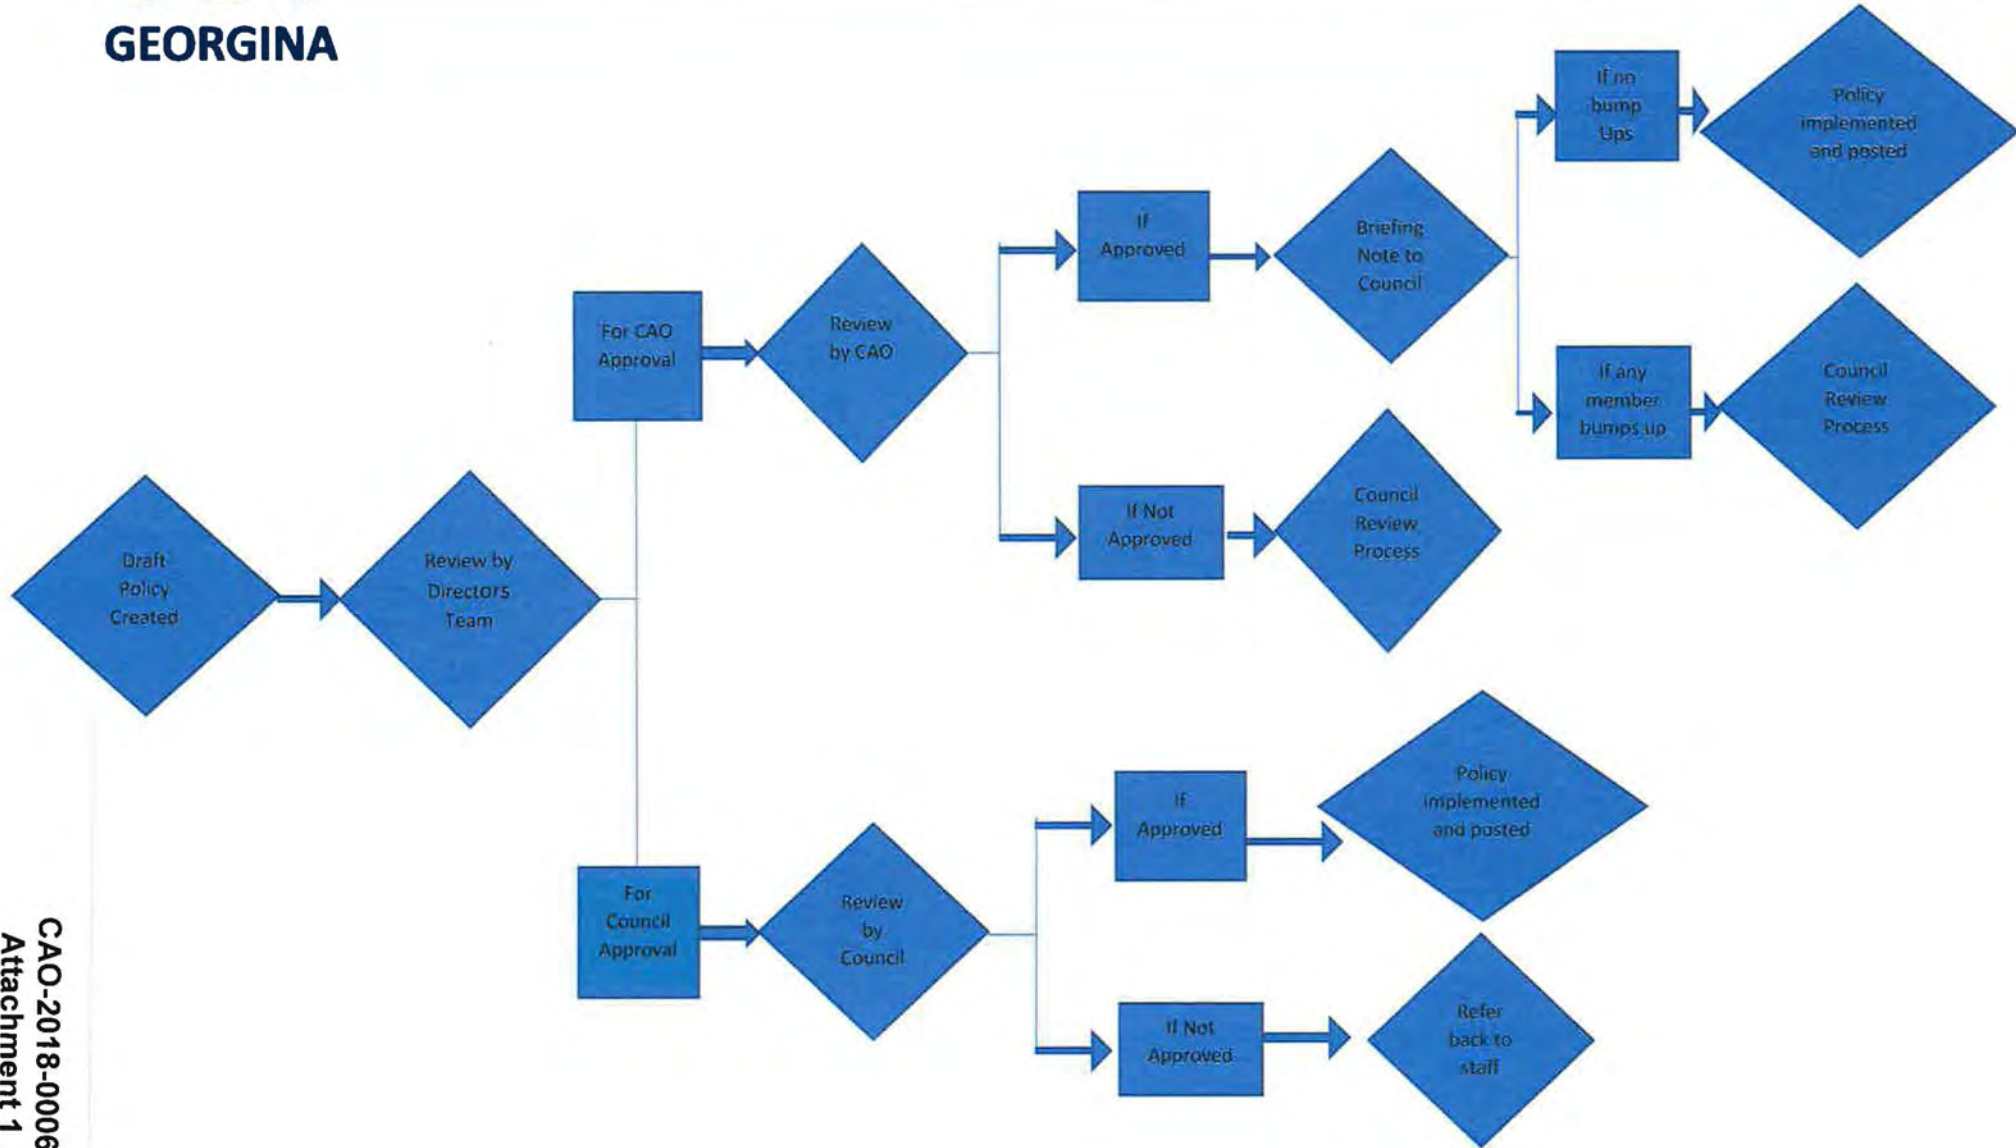 GEORGINA
Draft
Policy
Created
Review by
Directors
Team
For CAO
Approval
Review
by CAO
If
Approved
Briefing
Note to
Council
If no
bump
Ups
Policy
implemented
and posted
If any
member
bumps up
Council
Review
Process
If Not
Approved
Council
Review
Process
For
Council
Approval
Review
by
Council
If
Approved
Policy
implemented
and posted
If Not
Approved
Refer
back to
staff
CAO-2018-0006
Attachment 1